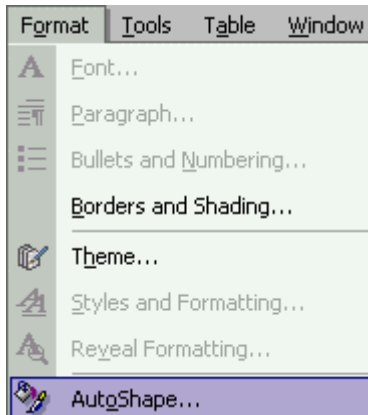 Format Tools Table Window
Font...
Paragraph...
Bullets and Numbering...
Borders and Shading...
Theme...
Styles and Formatting...
Reveal Formatting...
AutoShape...